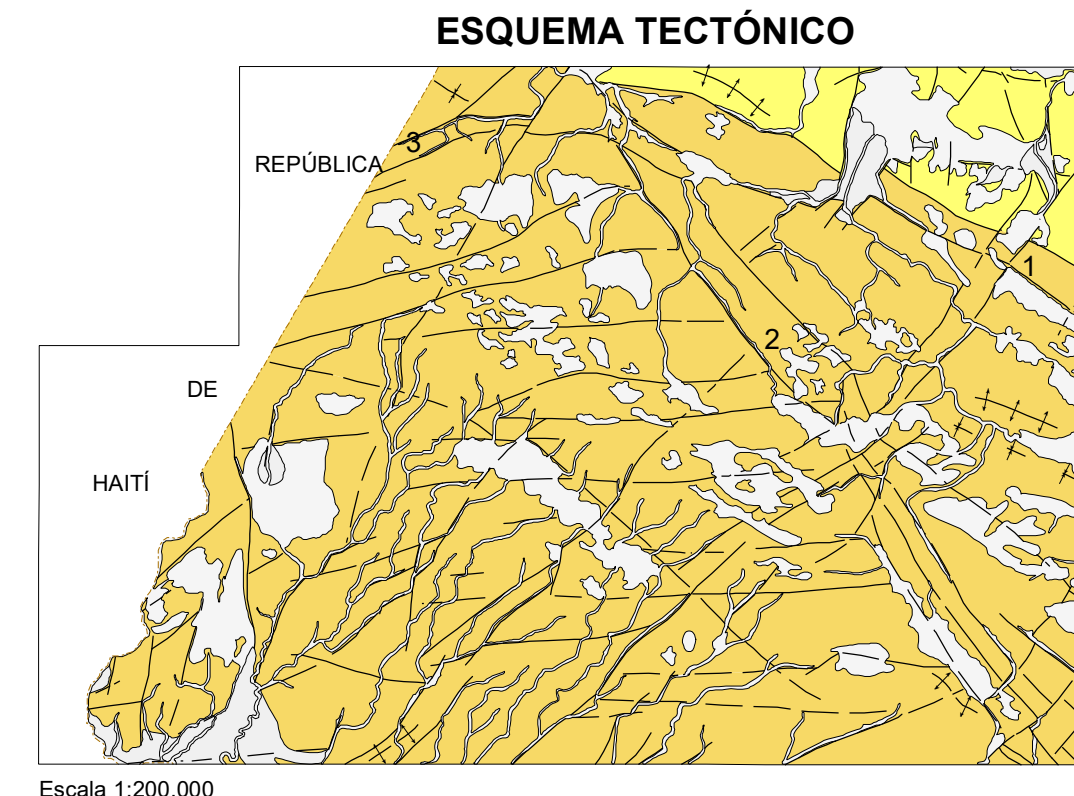 ESQUEMA TECTÓNICO
3
REPÚBLICA
1
2
DE
HAITÍ
Escala 1:200.000